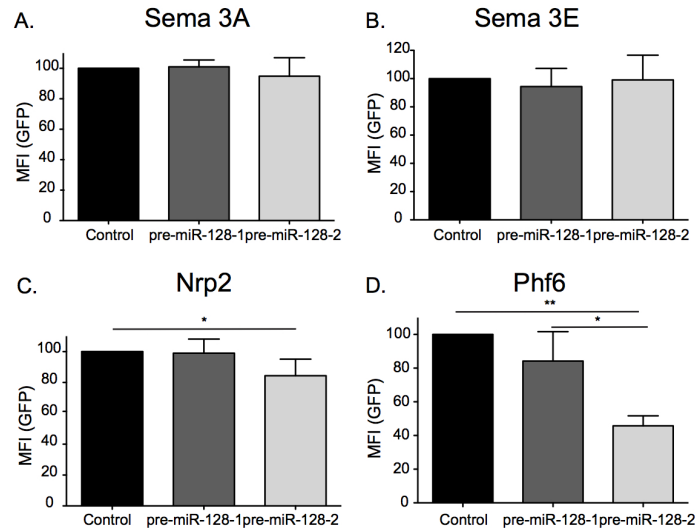 A. Sema 3A
100
80
60
40
20
0
MFI (GFP)
Control pre-miR-128-1 pre-miR-128-2
B. Sema 3E
120
100
80
60
40
20
0
MFI (GFP)
Control pre-miR-128-1 pre-miR-128-2
C. Nrp2
*
100
80
60
40
20
0
MFI (GFP)
Control pre-miR-128-1 pre-miR-128-2
D. Phf6
**
*
100
80
60
40
20
0
MFI (GFP)
Control pre-miR-128-1 pre-miR-128-2